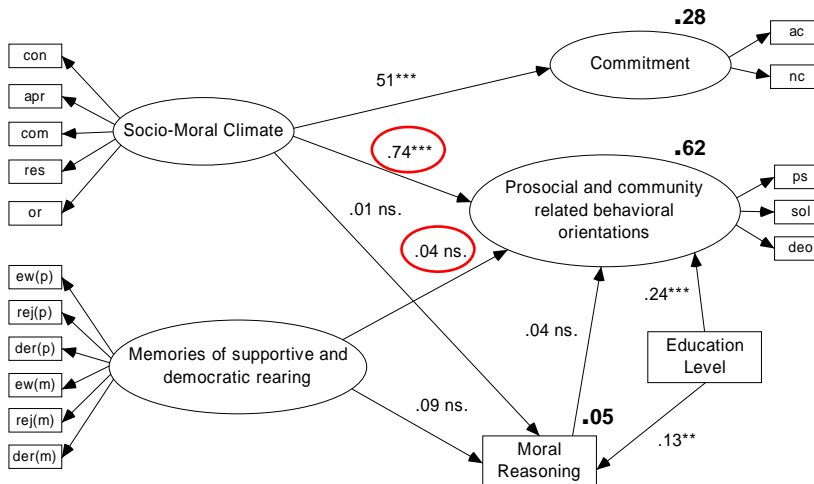 .28
con
ac
51***
Commitment
apr
nc
Socio-Moral Climate
com
.74***
.62
res
ps
Prosocial and community
related behavioral
orientations
.01 ns.
or
sol
.04 ns.
deo
ew(p)
.24***
rej(p)
.04 ns.
der(p)
Education
Level
Memories of supportive and
democratic rearing
ew(m)
.09 ns.
.05
rej(m)
Moral
Reasoning
.13**
der(m)